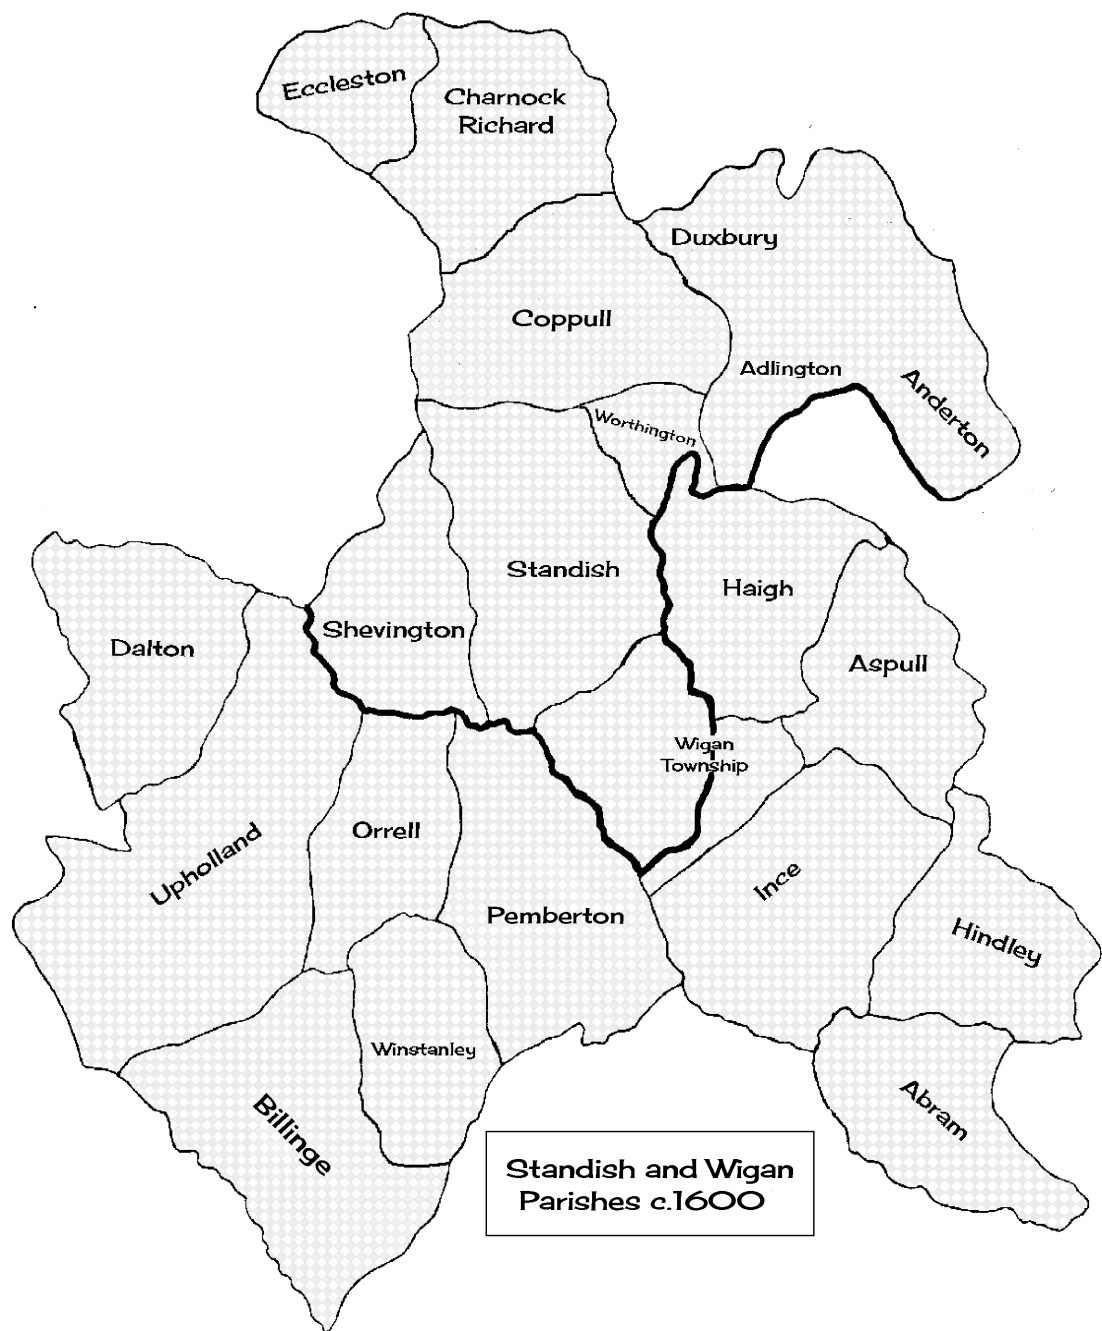 Eccleston
Charnock
Richard
Duxbury
Coppull
Adlington
Anderton
Worthington
Standish
Haigh
Shevington
Dalton
Aspull
Wigan
Township
Orrell
Upholland
Ince
Pemberton
Hindley
Winstanley
Billinge
Abram
Standish and Wigan
Parishes c.1600